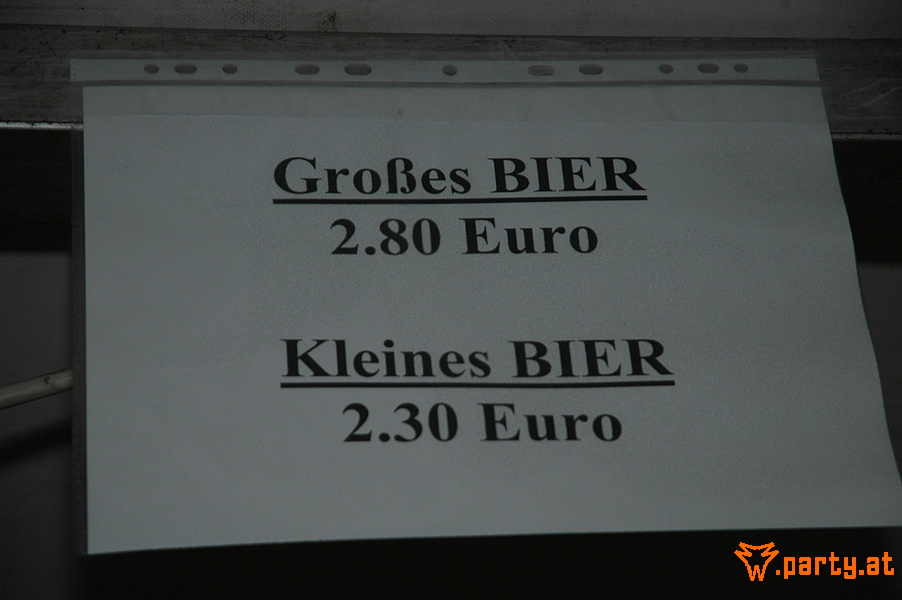 Großes BIER
2.80 Euro
Kleines BIER
2.30 Euro
W.party.at